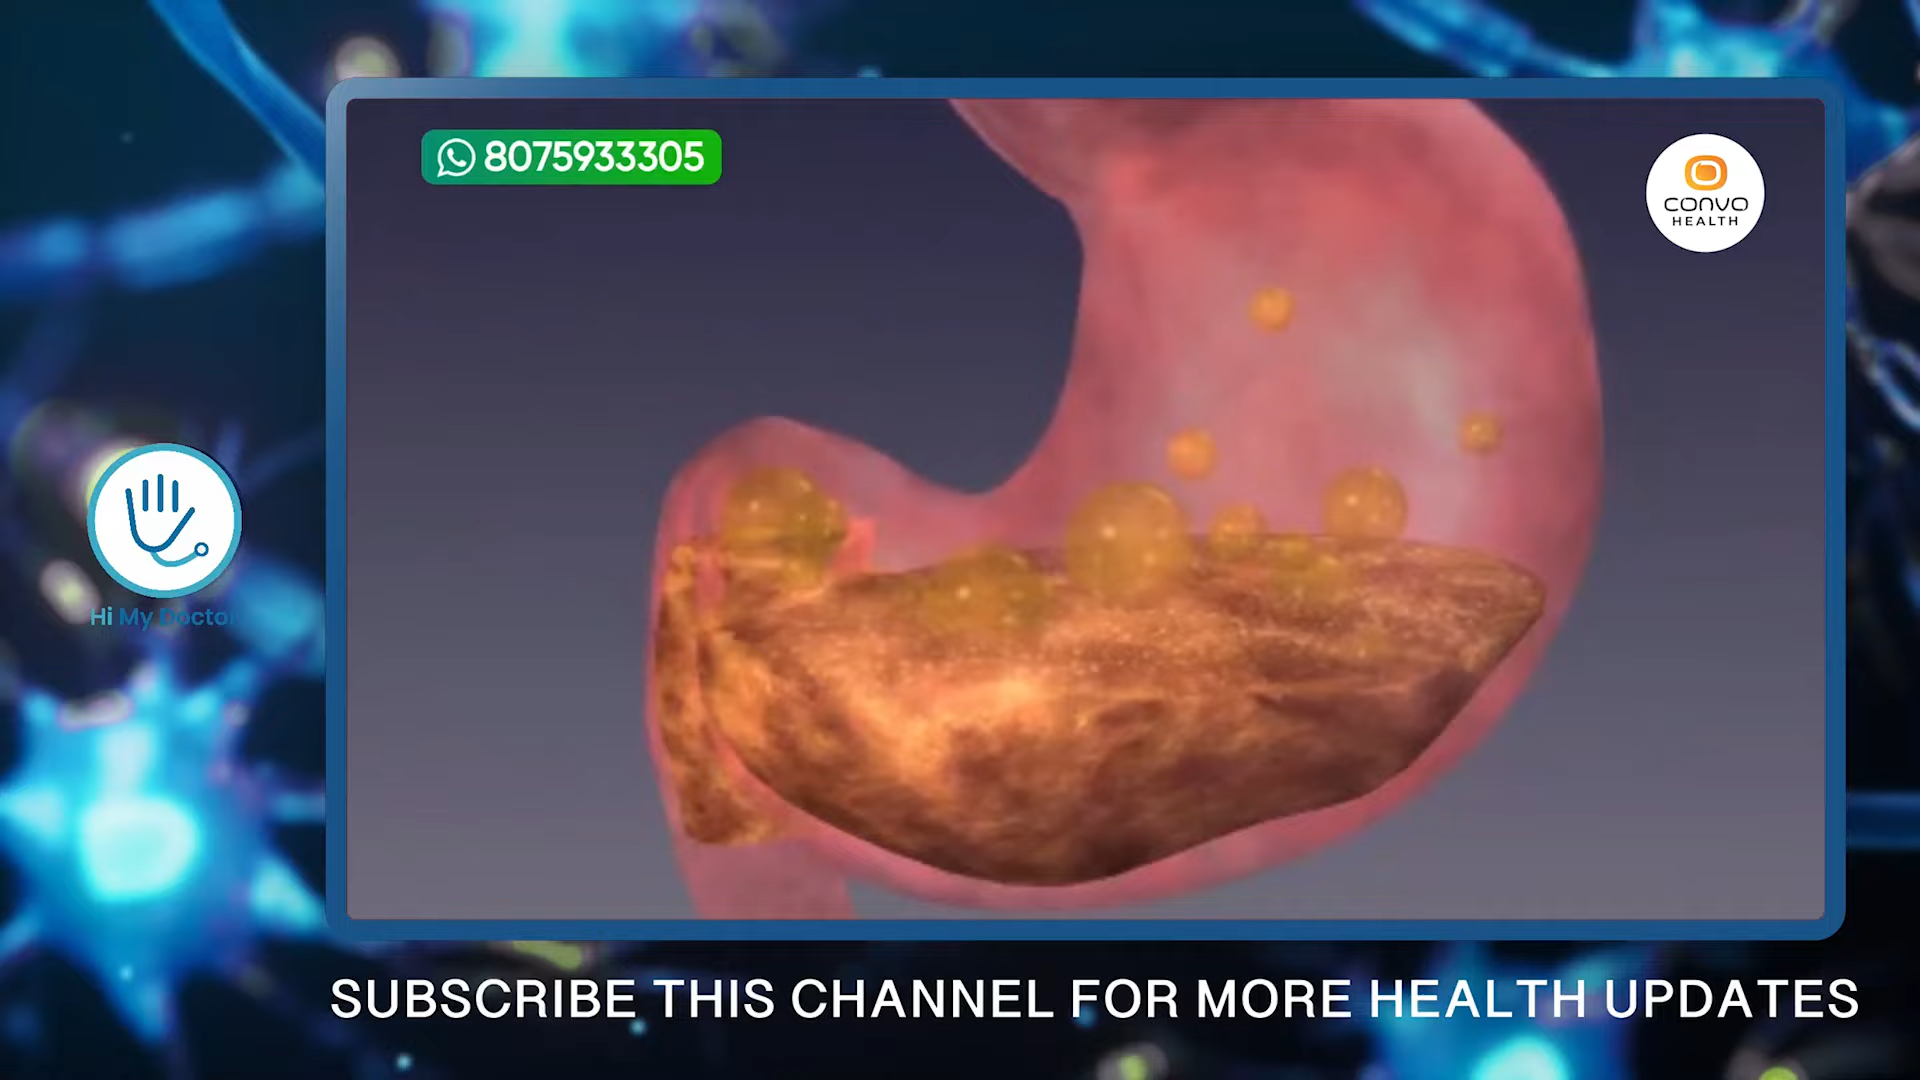 8075933305
CONVO
HEALTH
Hi My Doctor
SUBSCRIBE THIS CHANNEL FOR MORE HEALTH UPDATES